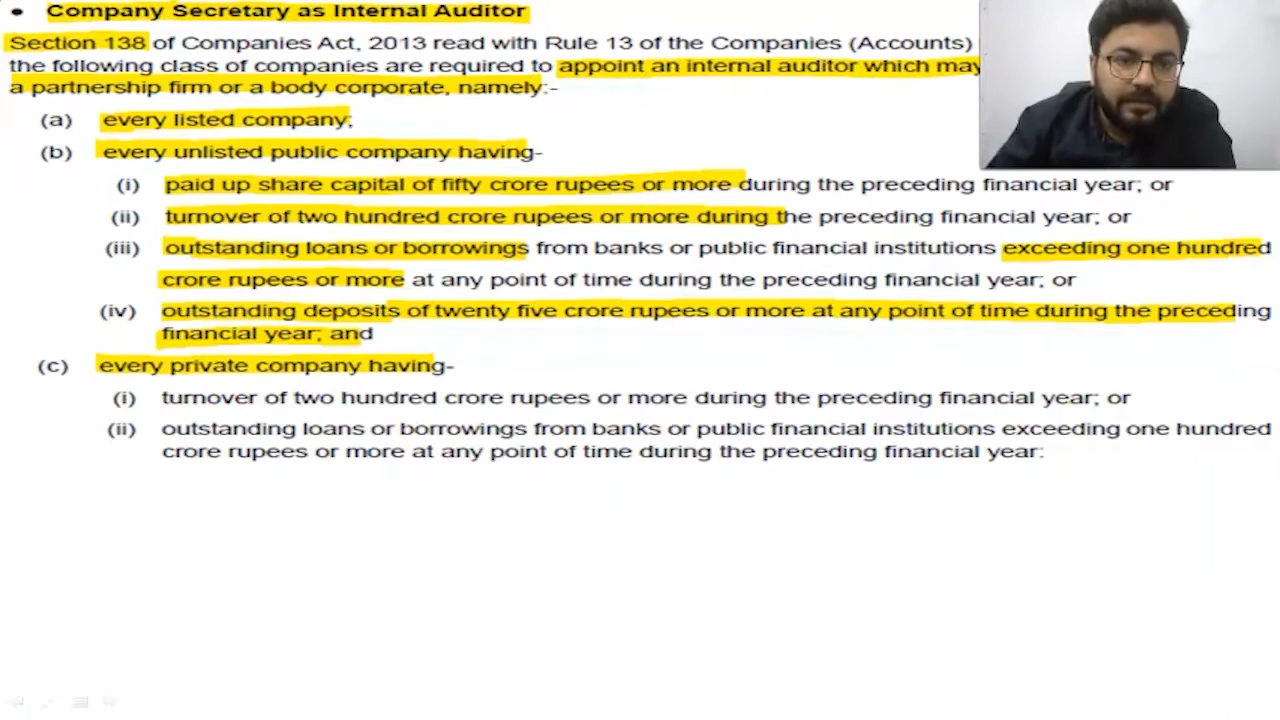 • Company Secretary as Internal Auditor
Section 138 of Companies Act, 2013 read with Rule 13 of the Companies (Accounts)
the following class of companies are required to appoint an internal auditor which may
a partnership firm or a body corporate, namely:-
(a) every listed company;
(b) every unlisted public company having-
(i) paid up share capital of fifty crore rupees or more during the preceding financial year; or
(ii) turnover of two hundred crore rupees or more during the preceding financial year; or
(iii) outstanding loans or borrowings from banks or public financial institutions exceeding one hundred
crore rupees or more at any point of time during the preceding financial year; or
(iv) outstanding deposits of twenty five crore rupees or more at any point of time during the preceding
financial year; and
(c) every private company having-
(i) turnover of two hundred crore rupees or more during the preceding financial year; or
(ii) outstanding loans or borrowings from banks or public financial institutions exceeding one hundred
crore rupees or more at any point of time during the preceding financial year: